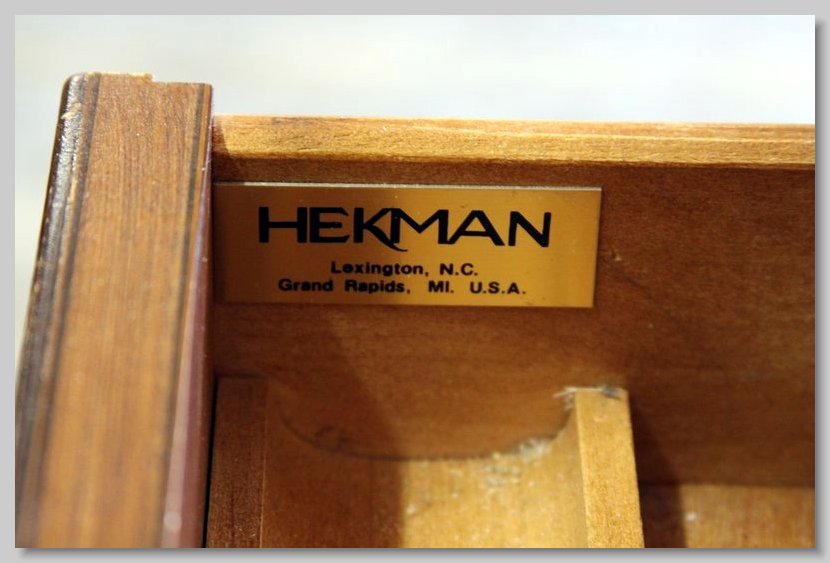 HEKMAN
Lexington, N.C.
Grand Rapids, MI. U.S.A.